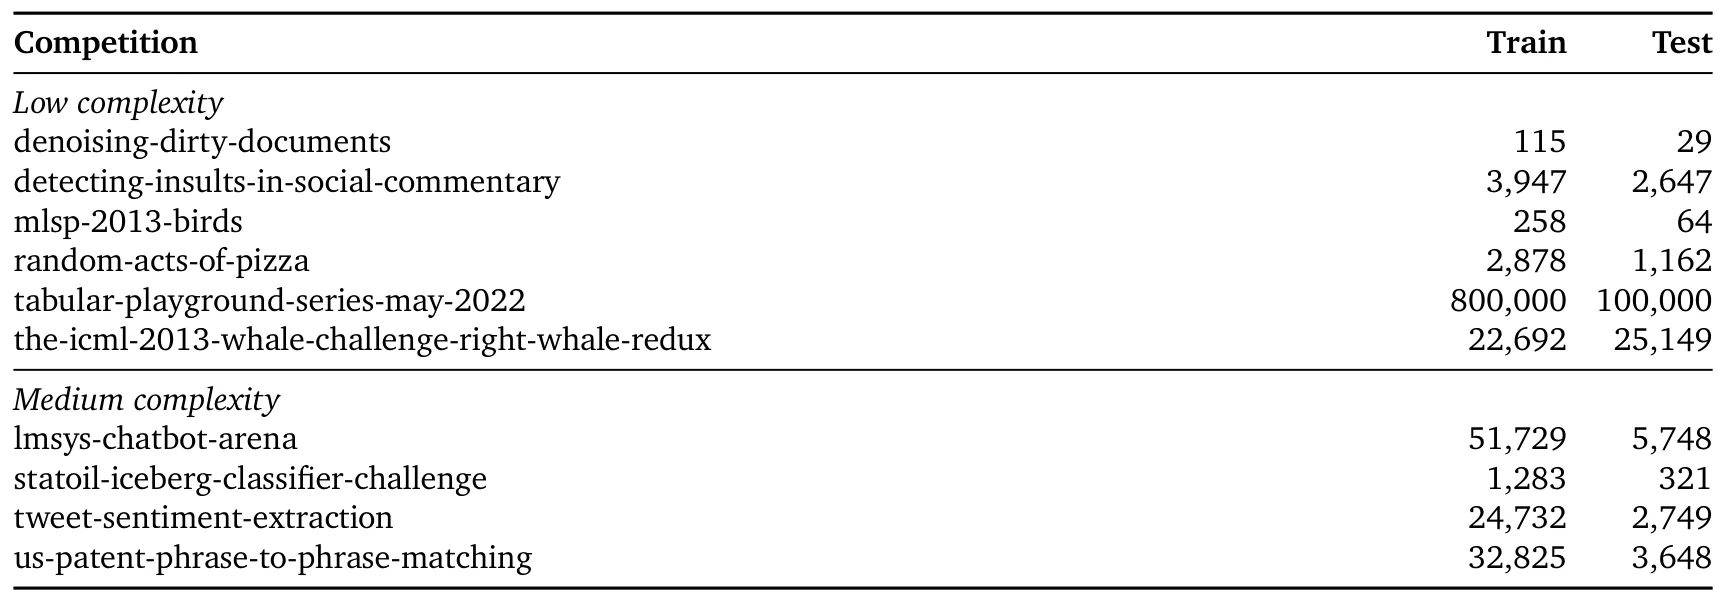 Competition Train Test
Low complexity
denoising-dirty-documents 115 29
detecting-insults-in-social-commentary 3,947 2,647
mlsp-2013-birds 258 64
random-acts-of-pizza 2,878 1,162
tabular-playground-series-may-2022 800,000 100,000
the-icml-2013-whale-challenge-right-whale-redux 22,692 25,149
Medium complexity
lmsys-chatbot-arena 51,729 5,748
statoil-iceberg-classifier-challenge 1,283 321
tweet-sentiment-extraction 24,732 2,749
us-patent-phrase-to-phrase-matching 32,825 3,648